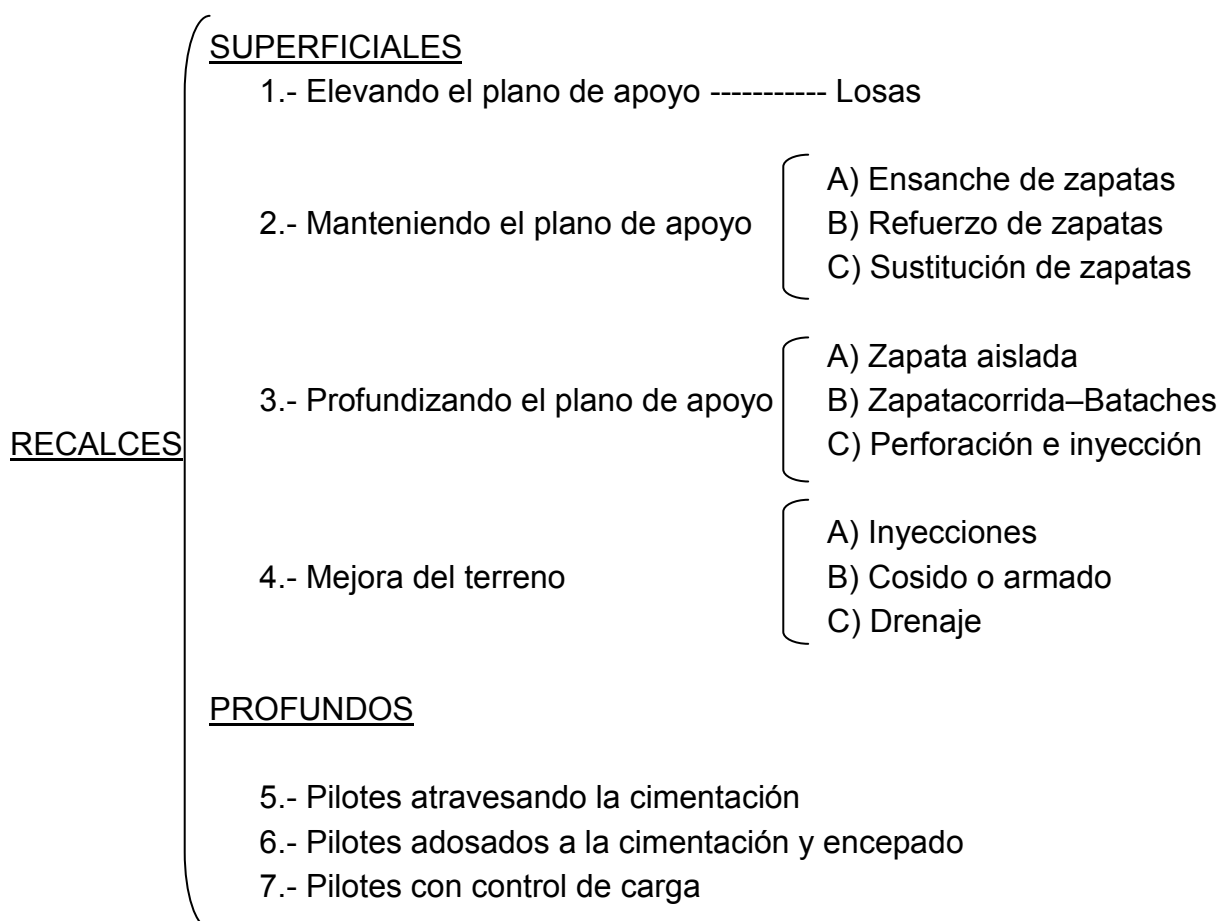 RECALCES
SUPERFICIALES
1.- Elevando el plano de apoyo ----------- Losas
2.- Manteniendo el plano de apoyo
A) Ensanche de zapatas
B) Refuerzo de zapatas
C) Sustitución de zapatas
3.- Profundizando el plano de apoyo
A) Zapata aislada
B) Zapatacorrida–Bataches
C) Perforación e inyección
4.- Mejora del terreno
A) Inyecciones
B) Cosido o armado
C) Drenaje
PROFUNDOS
5.- Pilotes atravesando la cimentación
6.- Pilotes adosados a la cimentación y encepado
7.- Pilotes con control de carga